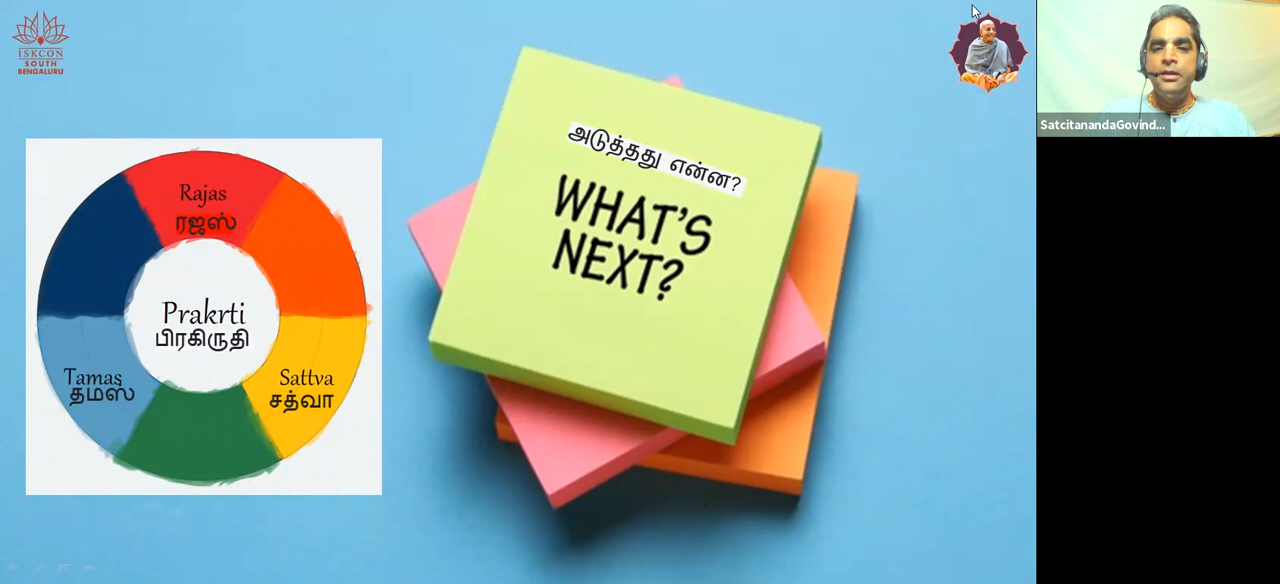 ISKCON
SOUTH
BENGALURU
Rajas
ரஜஸ்
Prakrti
பிரகிருதி
Tamas
தமஸ்
Sattva
சத்வா
அடுத்தது என்ன?
WHAT'S
NEXT?
SatcitanandaGovind...